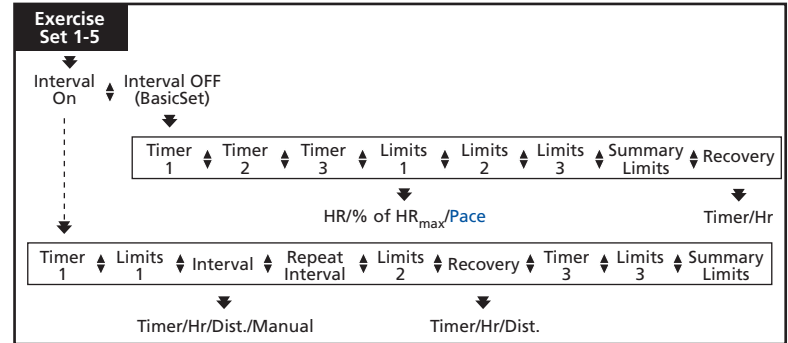 Exercise
Set 1-5
Interval
On
Interval OFF
(BasicSet)
Timer
1
Timer
2
Timer
3
Limits
1
Limits
2
Limits
3
Summary
Limits
Recovery
HR/% of HRmax/Pace
Timer/Hr
Timer
1
Limits
1
Interval
Repeat
Interval
Limits
2
Recovery
Timer
3
Limits
3
Summary
Limits
Timer/Hr/Dist./Manual
Timer/Hr/Dist.